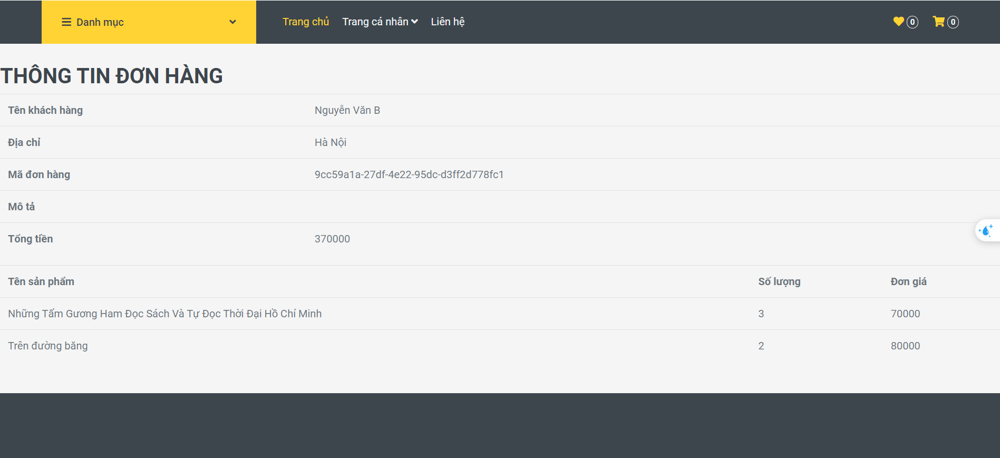 Danh mục
Trang chủ Trang cá nhân Liên hệ 0 0
THÔNG TIN ĐƠN HÀNG
Tên khách hàng Nguyễn Văn B
Địa chỉ Hà Nội
Mã đơn hàng 9cc59a1a-27df-4e22-95dc-d3ff2d778fc1
Mô tả
Tổng tiền 370000
Tên sản phẩm Số lượng Đơn giá
Những Tấm Gương Ham Đọc Sách Và Tự Đọc Thời Đại Hồ Chí Minh 3 70000
Trên đường băng 2 80000